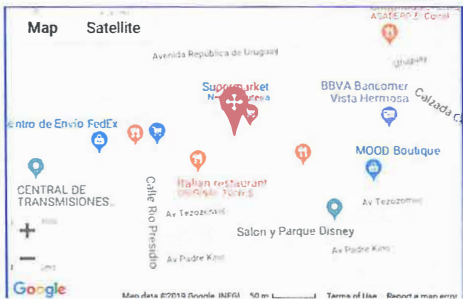 Map Satellite
Avenida República de Uruguay
Uruguay
Supermarket
BBVA Bancomer
Vista Hermosa
Calzada
entro de Envío FedEx
MOOD Boutique
Italian restaurant
CENTRAL DE
TRANSMISIONES...
Calle Rio Presidio
Av Tezozomoc
Av Tezozomoc
Salon y Parque Disney
Av Padre Kino
Av Padre Kino
Google
Map data ©2019 Google, INEGI 50 m Terms of Use Report a map error